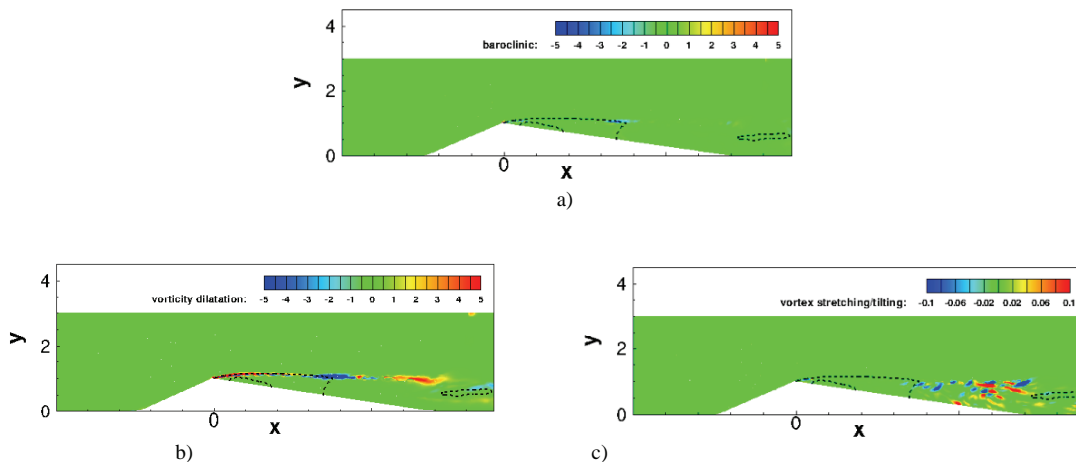 4
2
0
y
baroclinic:
-5 -4 -3 -2 -1 0 1 2 3 4 5
0
x
a)
4
2
0
y
vorticity dilatation:
-5 -4 -3 -2 -1 0 1 2 3 4 5
0
x
b)
4
2
0
y
vortex stretching/tilting:
-0.1 -0.06 -0.02 0.02 0.06 0.1
0
x
c)